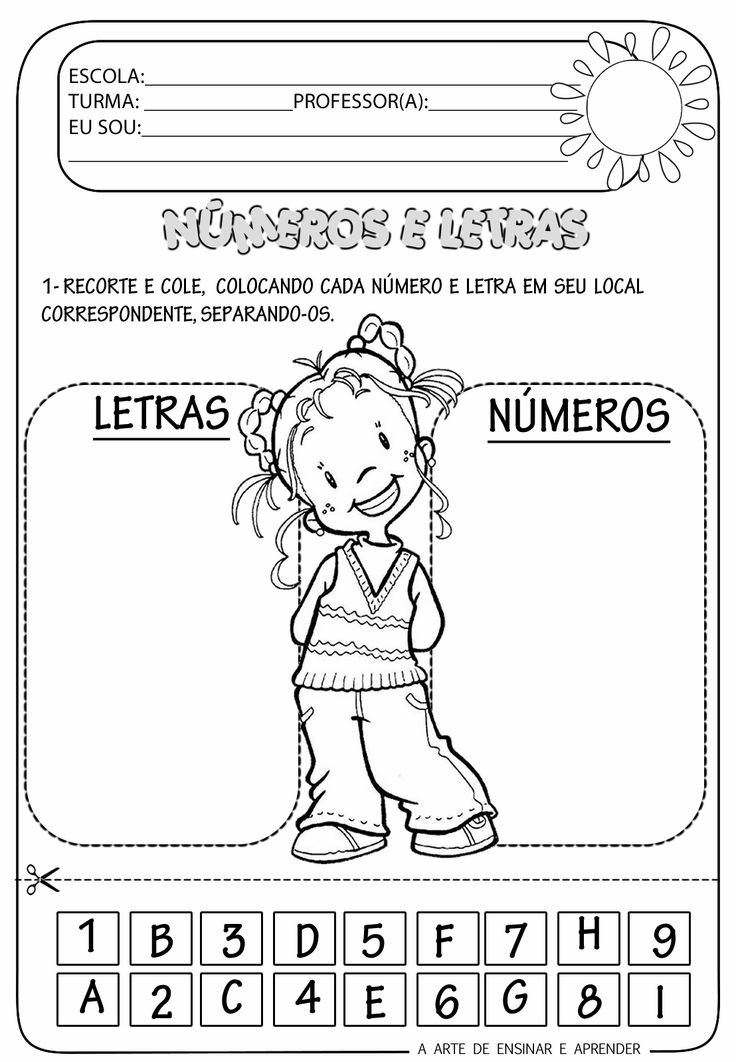 ESCOLA:
TURMA: PROFESSOR(A):
EU SOU:
NÚMEROS E LETRAS
1- RECORTE E COLE, COLOCANDO CADA NÚMERO E LETRA EM SEU LOCAL
CORRESPONDENTE, SEPARANDO-OS.
LETRAS
NÚMEROS
1 B 3 D 5 F 7 H 9
A 2 C 4 E 6 G 8 I
A ARTE DE ENSINAR E APRENDER